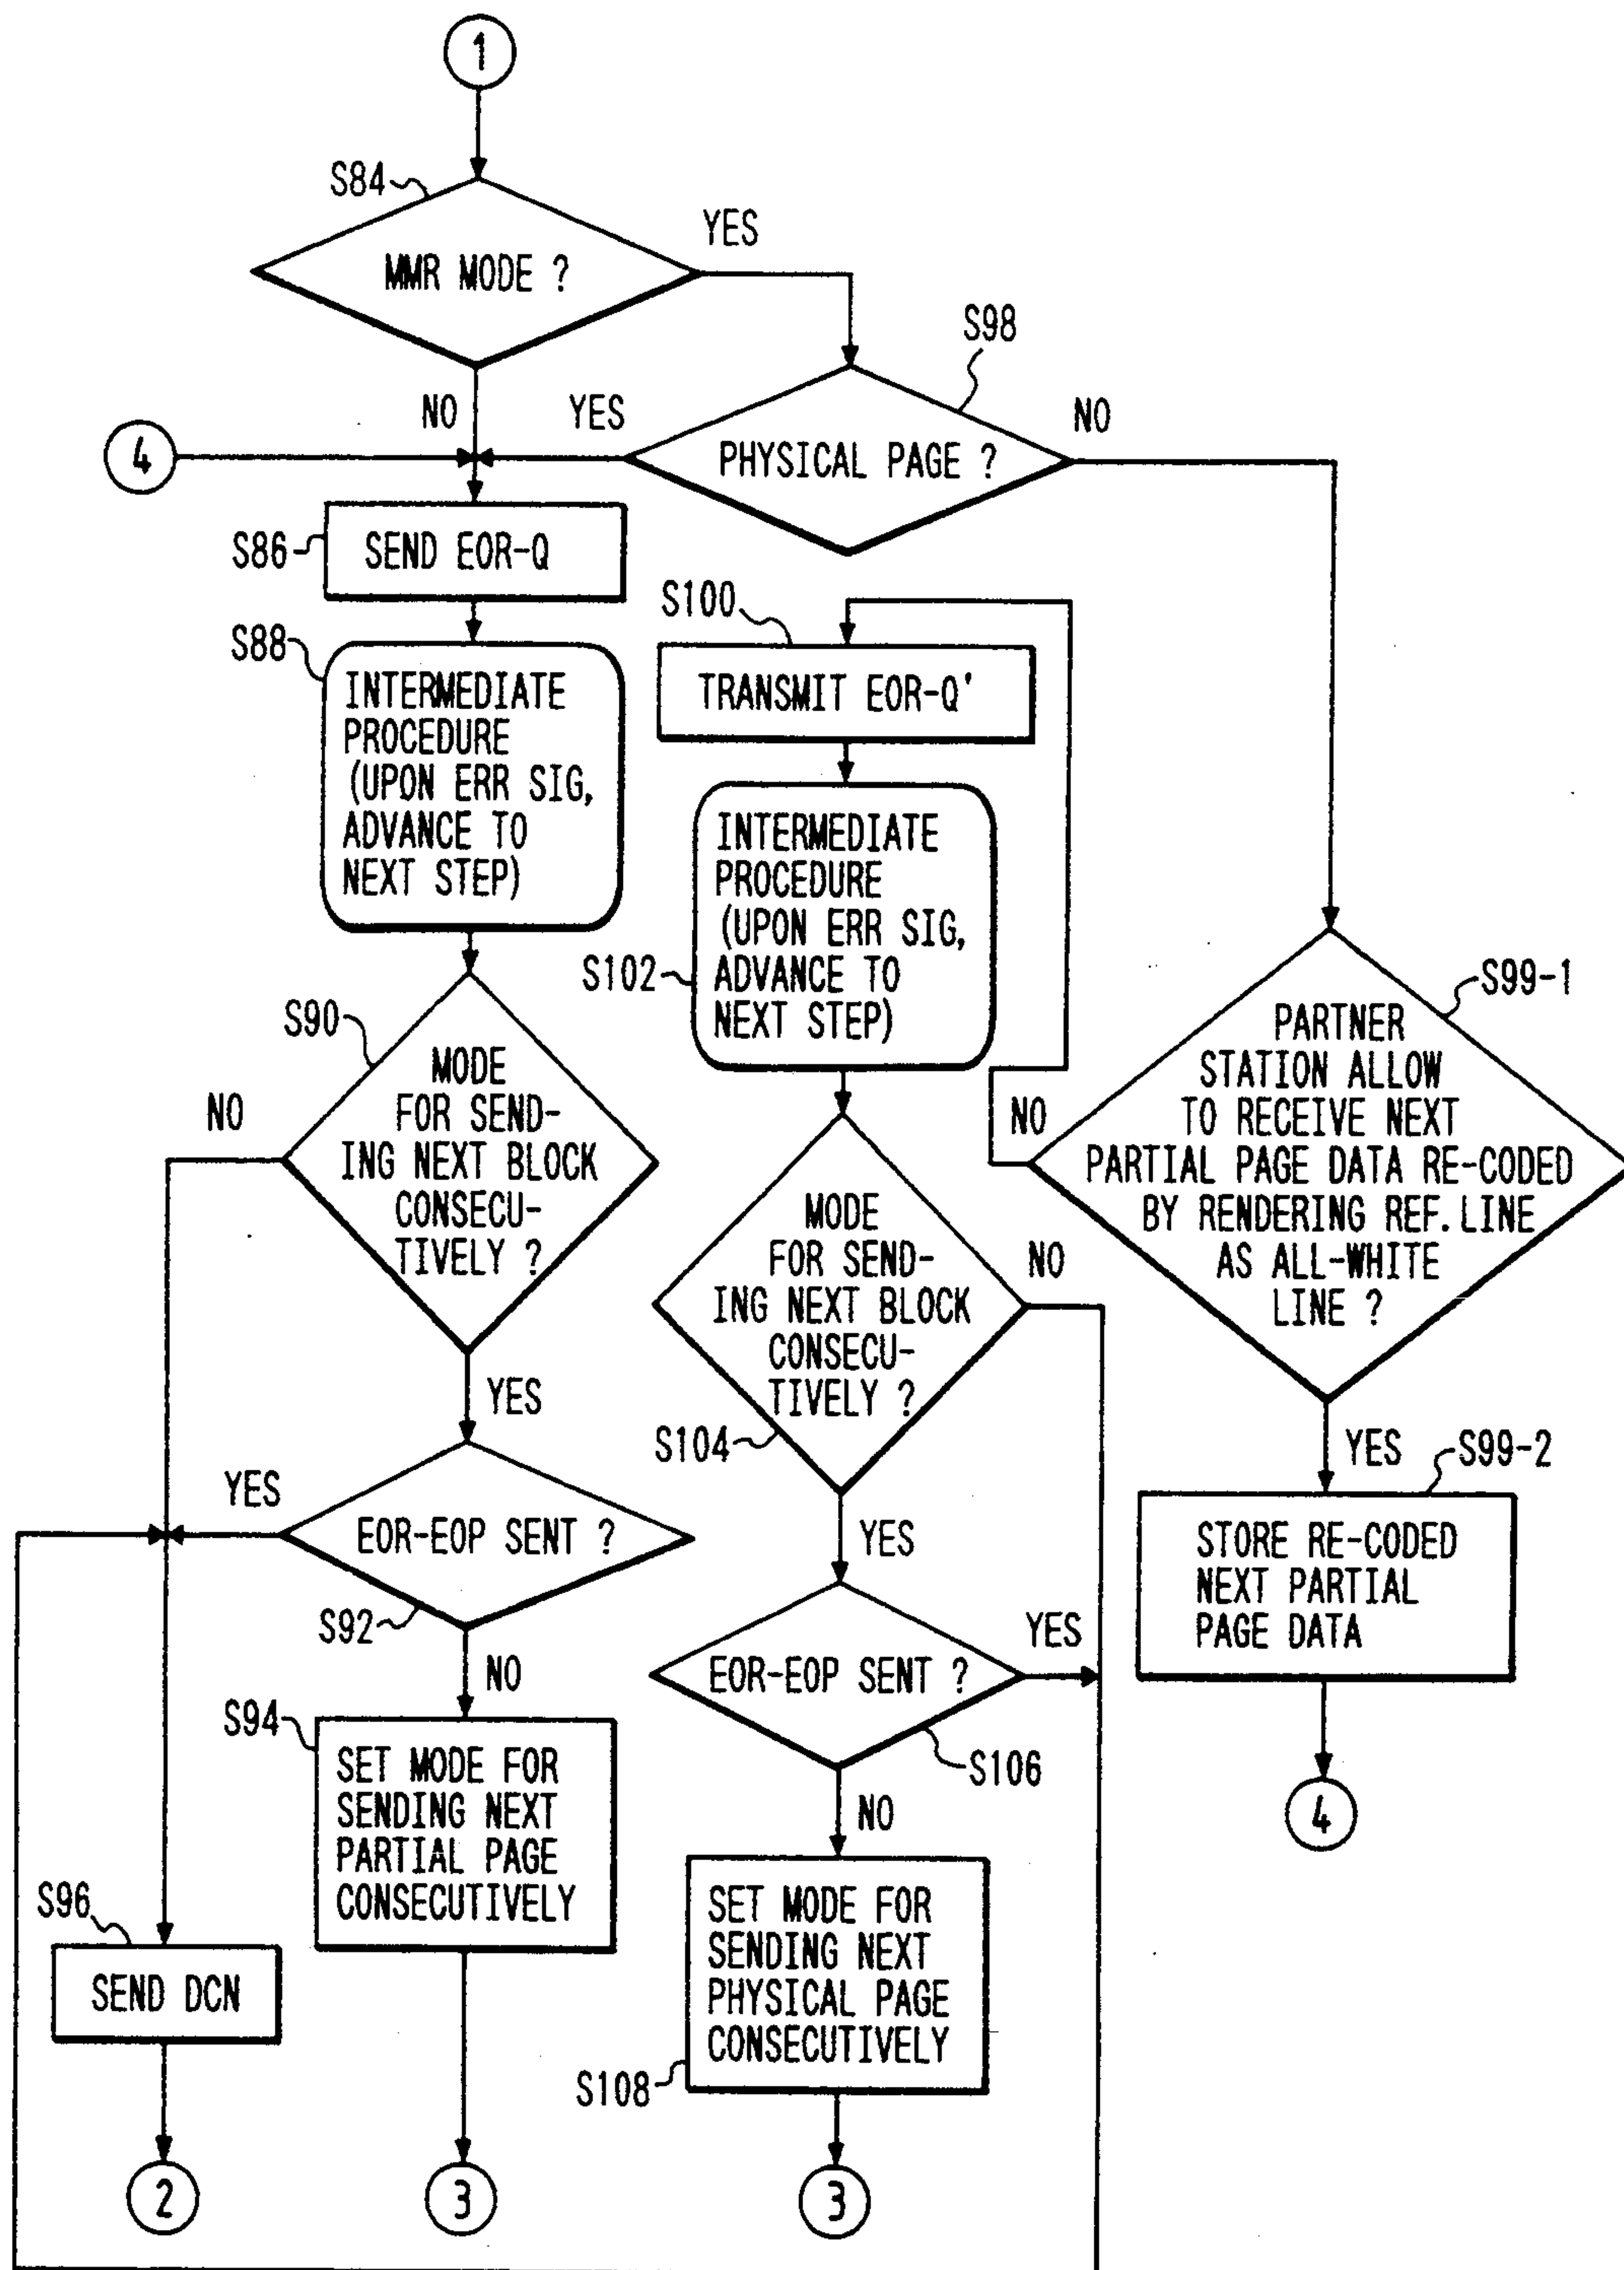 1
S84
MMR MODE ?
YES
NO
S98
PHYSICAL PAGE ?
YES
NO
4
S86
SEND EOR-Q
S88
INTERMEDIATE
PROCEDURE
(UPON ERR SIG,
ADVANCE TO
NEXT STEP)
S100
TRANSMIT EOR-Q'
S102
INTERMEDIATE
PROCEDURE
(UPON ERR SIG,
ADVANCE TO
NEXT STEP)
S99-1
PARTNER
STATION ALLOW
TO RECEIVE NEXT
PARTIAL PAGE DATA RE-CODED
BY RENDERING REF. LINE
AS ALL-WHITE
LINE ?
NO
YES
S90
MODE
FOR SEND-
ING NEXT BLOCK
CONSECU-
TIVELY ?
NO
YES
S104
MODE
FOR SEND-
ING NEXT BLOCK
CONSECU-
TIVELY ?
NO
YES
S99-2
STORE RE-CODED
NEXT PARTIAL
PAGE DATA
4
S92
EOR-EOP SENT ?
YES
NO
S106
EOR-EOP SENT ?
YES
NO
S94
SET MODE FOR
SENDING NEXT
PARTIAL PAGE
CONSECUTIVELY
S96
SEND DCN
S108
SET MODE FOR
SENDING NEXT
PHYSICAL PAGE
CONSECUTIVELY
2
3
3